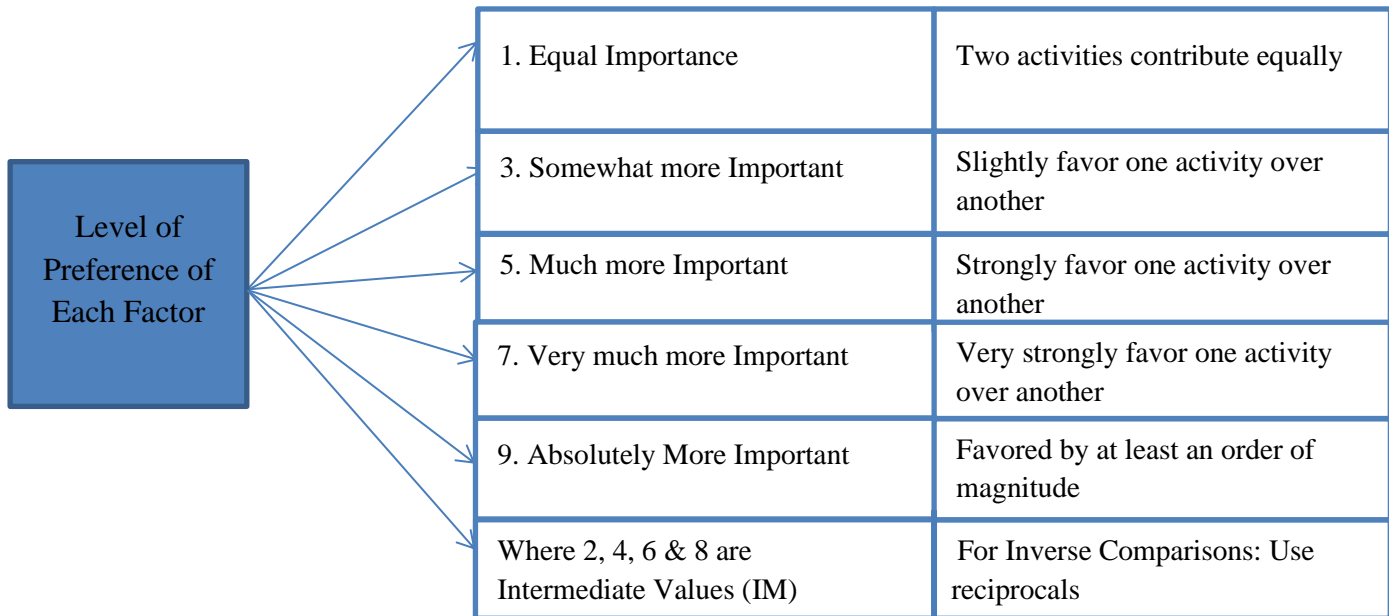 Level of
Preference of
Each Factor
1. Equal Importance
Two activities contribute equally
3. Somewhat more Important
Slightly favor one activity over
another
5. Much more Important
Strongly favor one activity over
another
7. Very much more Important
Very strongly favor one activity
over another
9. Absolutely More Important
Favored by at least an order of
magnitude
Where 2, 4, 6 & 8 are
Intermediate Values (IM)
For Inverse Comparisons: Use
reciprocals